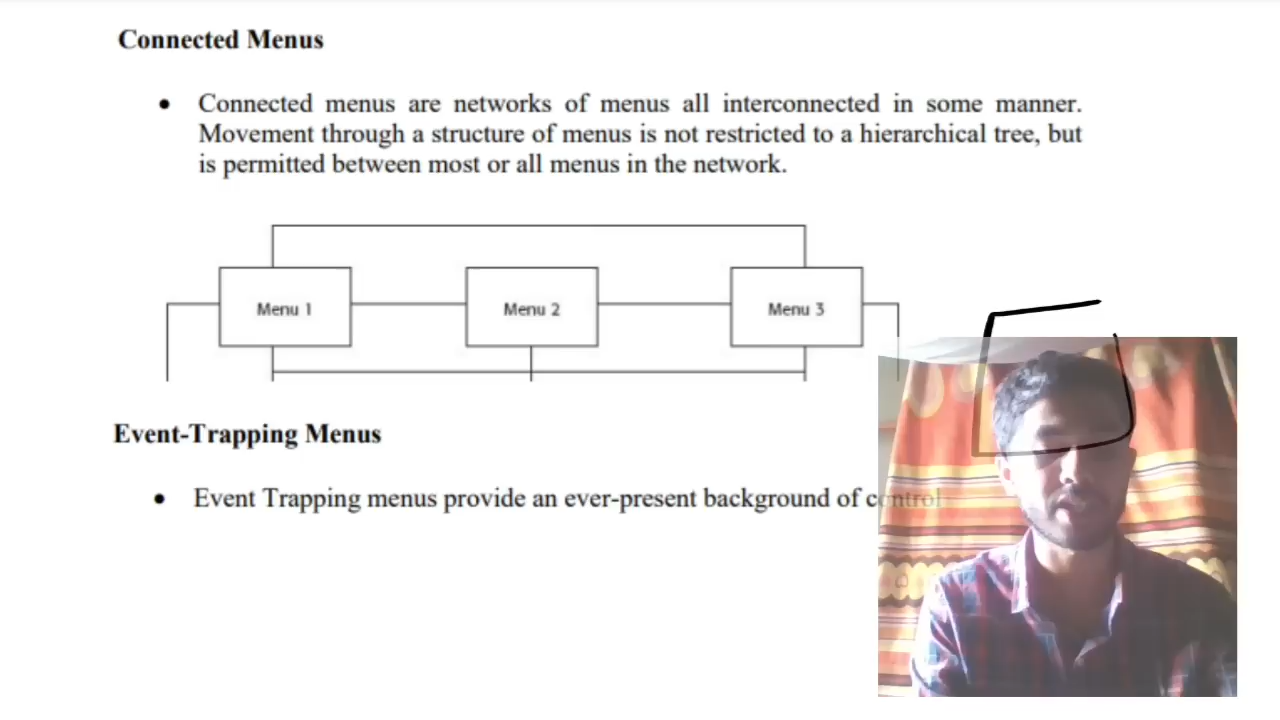 Connected Menus
• Connected menus are networks of menus all interconnected in some manner.
Movement through a structure of menus is not restricted to a hierarchical tree, but
is permitted between most or all menus in the network.
Menu 1 Menu 2 Menu 3
Event-Trapping Menus
• Event Trapping menus provide an ever-present background of control